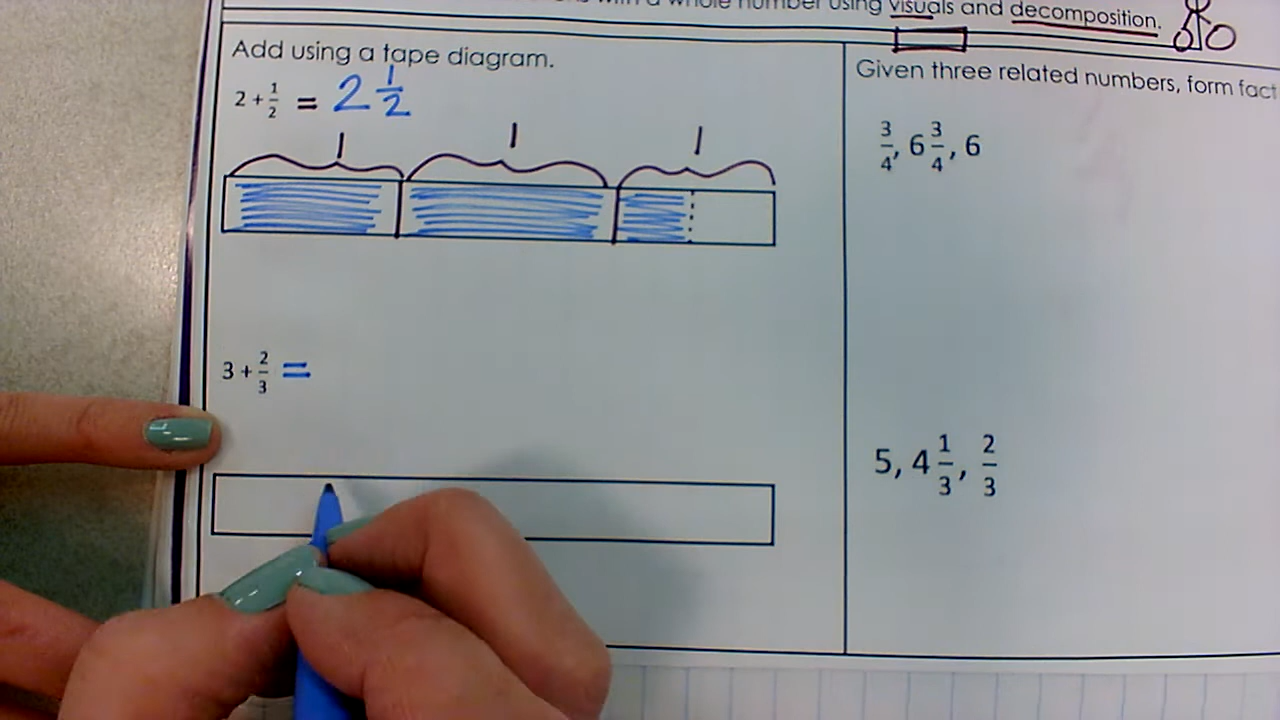 with a whole number using visuals and decomposition.
Add using a tape diagram.
2 + 1/2 = 2 1/2
1 1 1
3 + 2/3 =
Given three related numbers, form fact
3/4, 6 3/4, 6
5, 4 1/3, 2/3